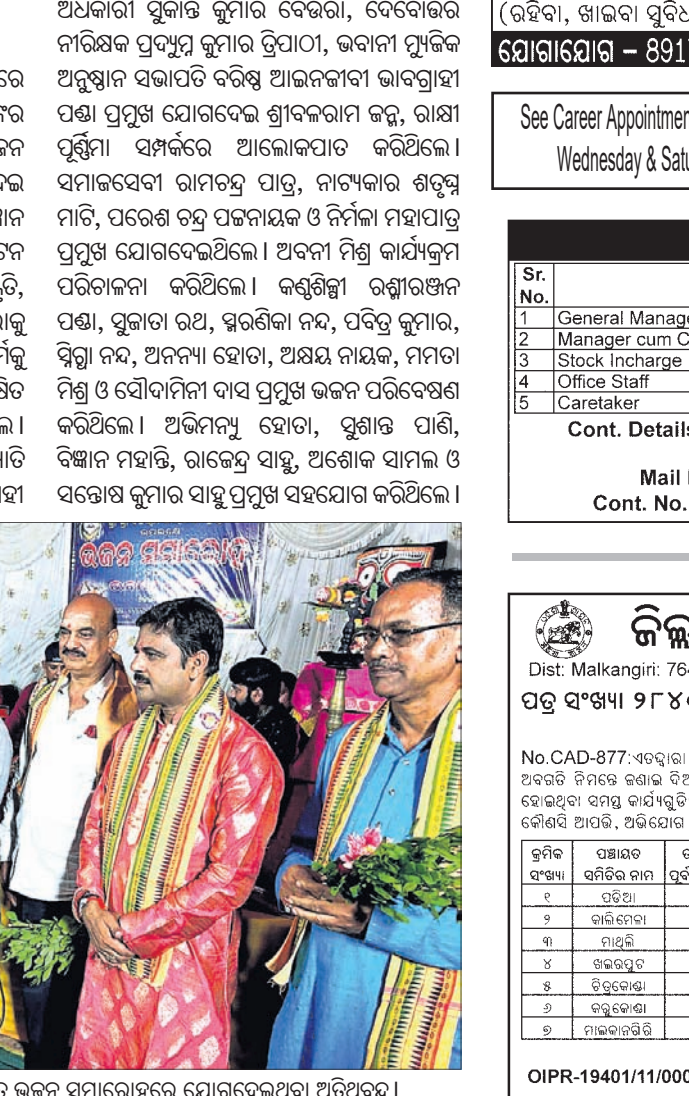 ଅଧିକାରୀ ସୁକାନ୍ତ କୁମାର ବେଉରା, ଦେବୋତ୍ତର
ନୀରିକ୍ଷକ ପ୍ରଦ୍ୟୁମ୍ନ କୁମାର ତ୍ରିପାଠୀ, ଭବାନୀ ମ୍ୟୁଜିକ
ଅନୁଷ୍ଠାନ ସଭାପତି ବରିଷ୍ଠ ଆଇନଜୀବୀ ଭାବଗ୍ରାହୀ
ପଣ୍ଡା ପ୍ରମୁଖ ଯୋଗଦେଇ ଶ୍ରୀବଳରାମ ଜନ୍ମ, ରାକ୍ଷୀ
ପୂର୍ଣ୍ଣିମା ସମ୍ପର୍କରେ ଆଲୋକପାତ କରିଥିଲେ।
ସମାଜସେବୀ ରାମଚନ୍ଦ୍ର ପାତ୍ର, ନାଟ୍ୟକାର ଶତୃଘ୍ନ
ମାଟି, ପରେଶ ଚନ୍ଦ୍ର ପଟ୍ଟନାୟକ ଓ ନିର୍ମଳା ମହାପାତ୍ର
ପ୍ରମୁଖ ଯୋଗଦେଇଥିଲେ। ଅବନୀ ମିଶ୍ର କାର୍ଯ୍ୟକ୍ରମ
ପରିଚାଳନା କରିଥିଲେ। କଣ୍ଠଶିଳ୍ପୀ ରଶ୍ମୀରଞ୍ଜନ
ପଣ୍ଡା, ସୁଜାତା ରଥ, ସ୍ମରଣିକା ନନ୍ଦ, ପବିତ୍ର କୁମାର,
ସ୍ନିଗ୍ଧା ନନ୍ଦ, ଅନନ୍ୟା ହୋତା, ଅକ୍ଷୟ ନାୟକ, ମମତା
ମିଶ୍ର ଓ ସୌଦାମିନୀ ଦାସ ପ୍ରମୁଖ ଭଜନ ପରିବେଷଣ
କରିଥିଲେ। ଅଭିମନ୍ୟୁ ହୋତା, ସୁଶାନ୍ତ ପାଣି,
ବିଜ୍ଞାନ ମହାନ୍ତି, ରାଜେନ୍ଦ୍ର ସାହୁ, ଅଶୋକ ସାମଲ ଓ
ସନ୍ତୋଷ କୁମାର ସାହୁ ପ୍ରମୁଖ ସହଯୋଗ କରିଥିଲେ।
ଭଜନ ସମାରୋହ
ଭଜନ ସମାରୋହରେ ଯୋଗଦେଇଥିବା ଅତିଥିବୃନ୍ଦ।
(ରହିବା, ଖାଇବା ସୁବିଧ
ଯୋଗାଯୋଗ – 891
See Career Appointmen
Wednesday & Satu
Sr. No.
1 General Manage
2 Manager cum C
3 Stock Incharge
4 Office Staff
5 Caretaker
Cont. Details
Mail
Cont. No.
ଜିଲ୍ଲ
Dist: Malkangiri: 76
ପତ୍ର ସଂଖ୍ୟା ୨୮୪
No.CAD-877:ଏତଦ୍ଦ୍ୱାରା
ଅବଗତି ନିମନ୍ତେ ଜଣାଇ ଦିଆ
ହୋଇଥିବା ସମସ୍ତ କାର୍ଯ୍ୟଗୁଡି
କୌଣସି ଆପତ୍ତି, ଅଭିଯୋଗ
କ୍ରମିକ ସଂଖ୍ୟା ପଞ୍ଚାୟତ ସମିତିର ନାମ
୧ ପଡିଆ
୨ କାଲିମେଳା
୩ ମାଥିଲି
୪ ଖଇରପୁଟ
୫ ଚିତ୍ରକୋଣ୍ଡା
୬ କରୁକୋଣ୍ଡା
୭ ମାଲକାନଗିରି
OIPR-19401/11/000